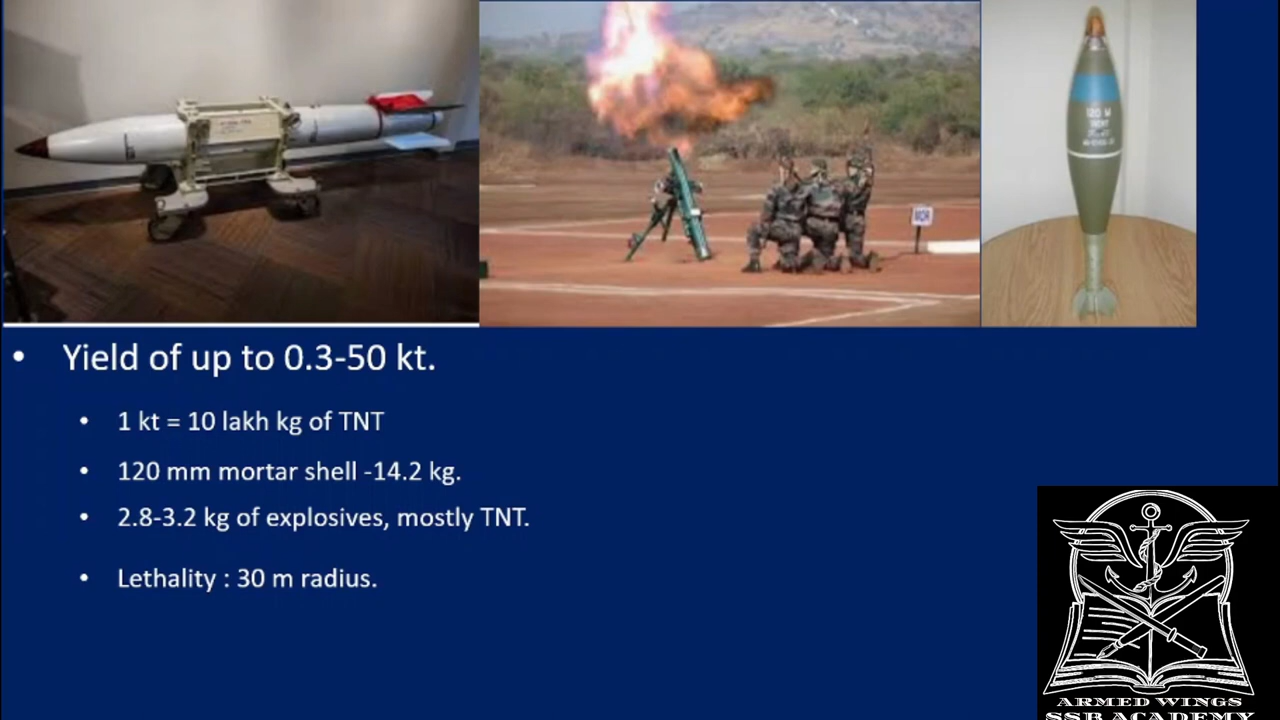 MOR
120 M
• Yield of up to 0.3-50 kt.
• 1 kt = 10 lakh kg of TNT
• 120 mm mortar shell -14.2 kg.
• 2.8-3.2 kg of explosives, mostly TNT.
• Lethality : 30 m radius.
ARMED WINGS
SSB ACADEMY